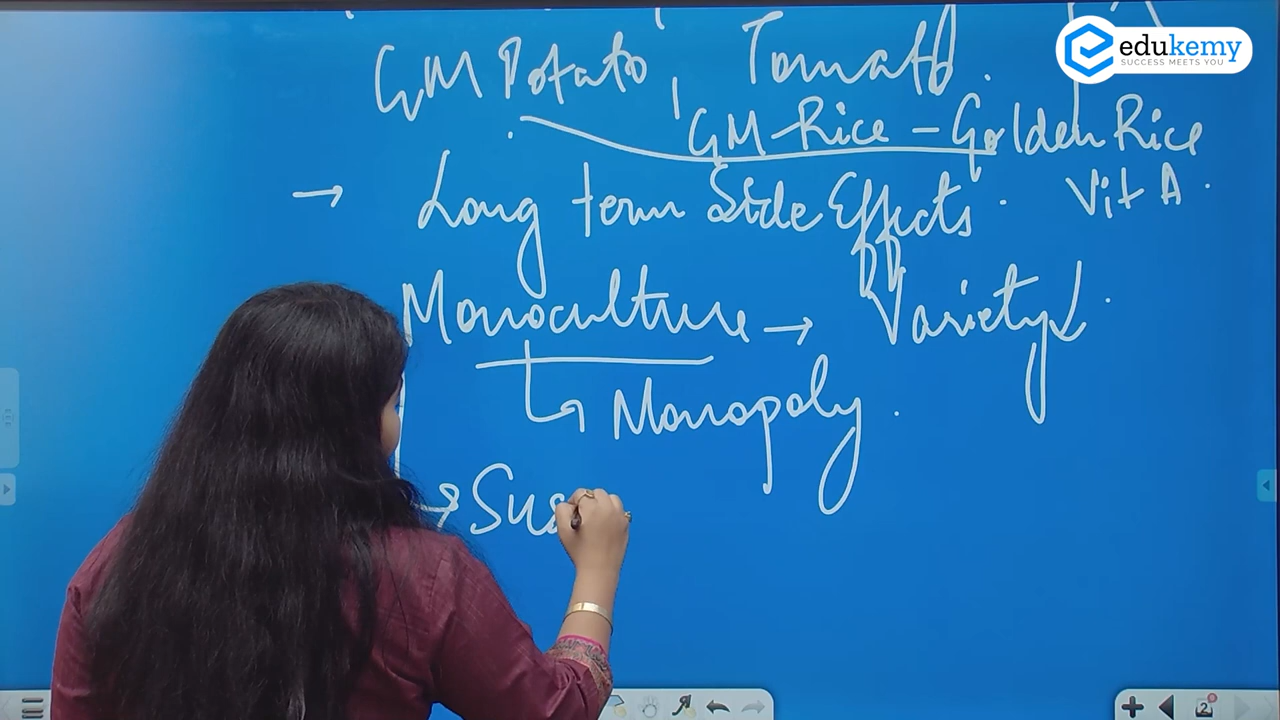 edukemy
SUCCESS MEETS YOU
GM Potato, Tomato.
GM-Rice - Golden Rice
→ Long term Side Effects. Vit A.
Monoculture → Variety ↓.
↳ Monopoly.
→ Sus
2